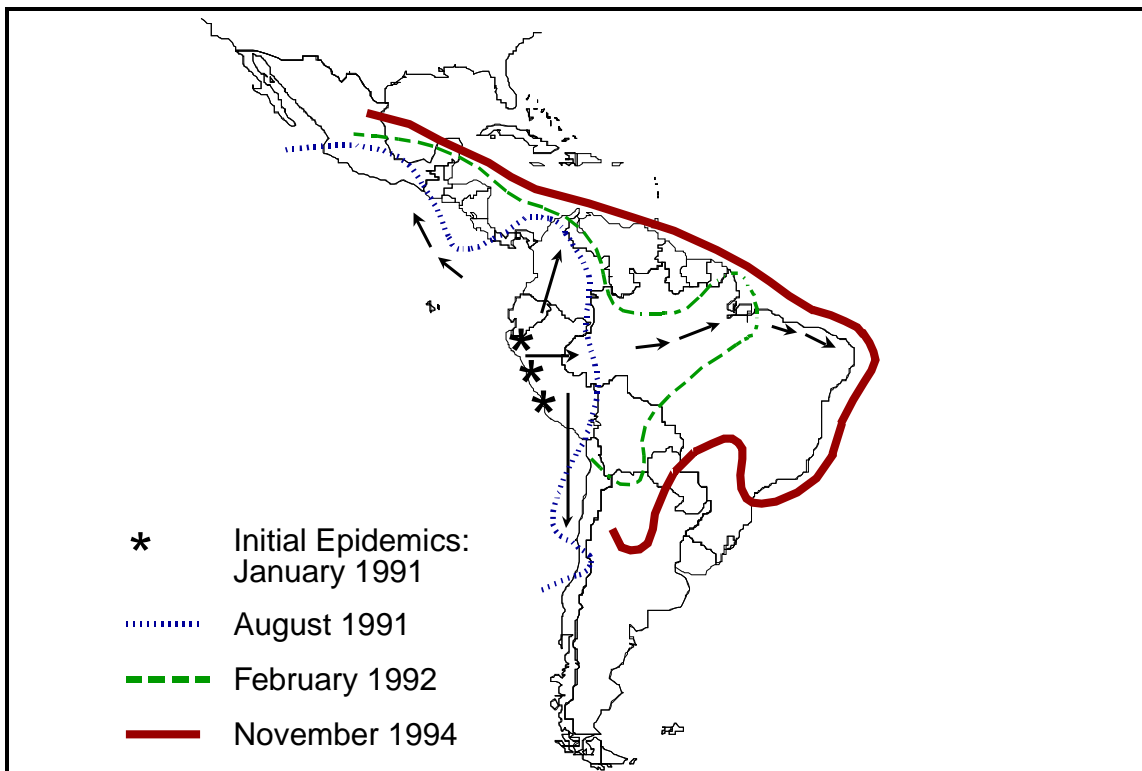 * Initial Epidemics:
January 1991
August 1991
February 1992
November 1994